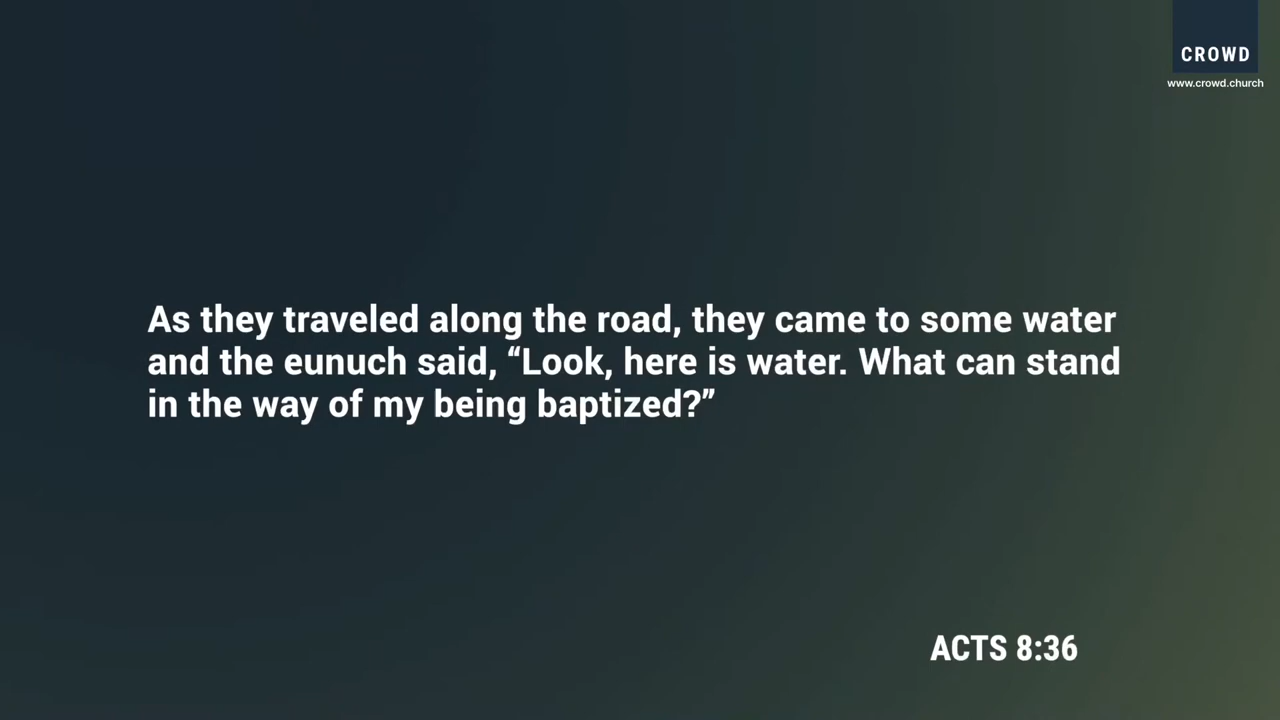 CROWD
www.crowd.church
As they traveled along the road, they came to some water
and the eunuch said, “Look, here is water. What can stand
in the way of my being baptized?”
ACTS 8:36